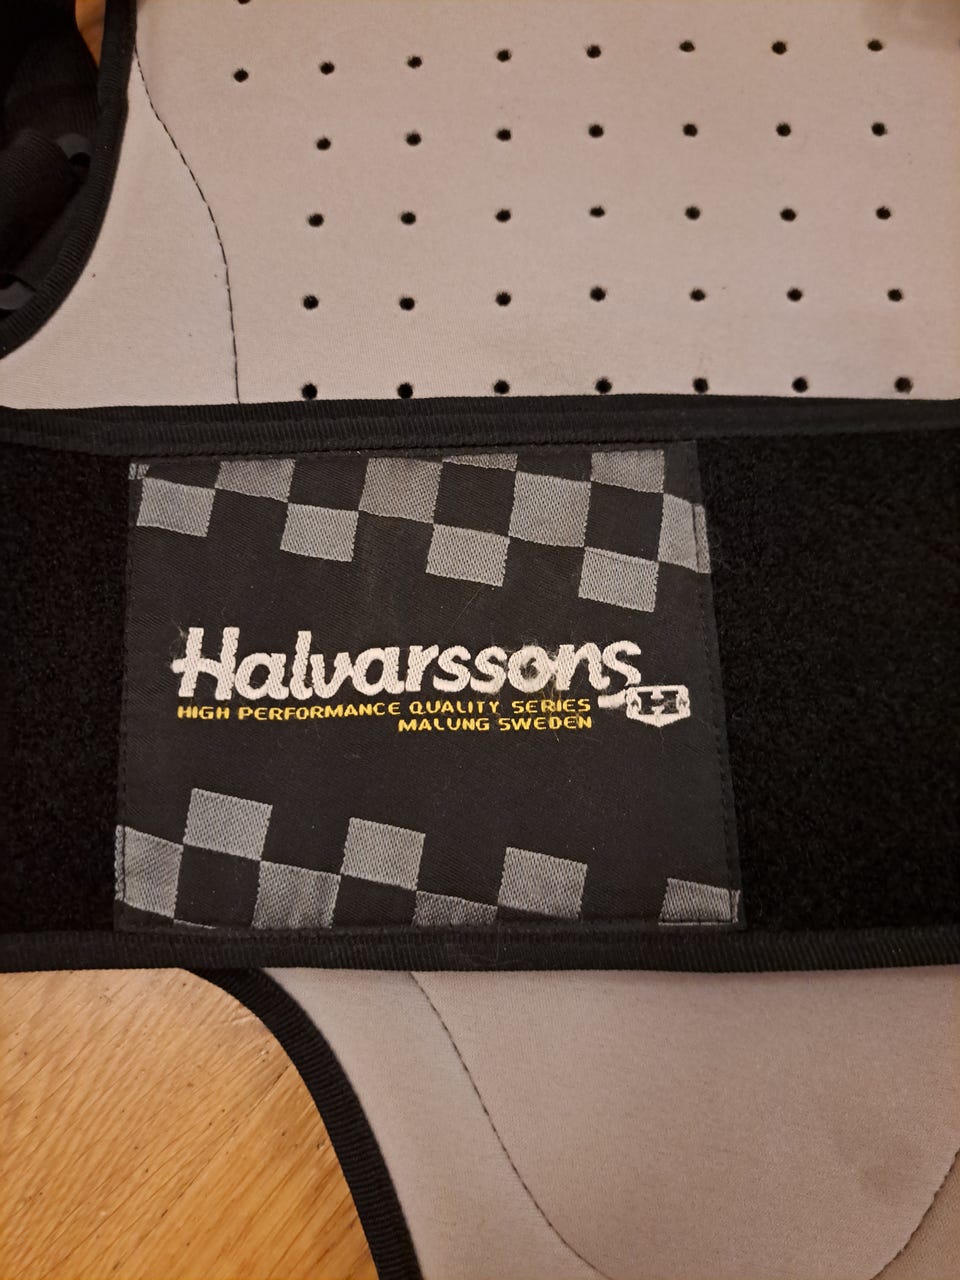 Halvarssons
HIGH PERFORMANCE QUALITY SERIES
MALUNG SWEDEN
H